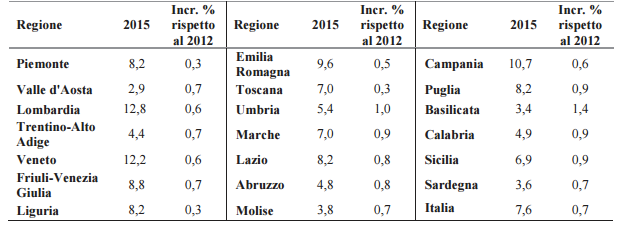 Regione 2015 Incr. % rispetto al 2012 Regione 2015 Incr. % rispetto al 2012 Regione 2015 Incr. % rispetto al 2012
Piemonte 8,2 0,3 Emilia Romagna 9,6 0,5 Campania 10,7 0,6
Valle d'Aosta 2,9 0,7 Toscana 7,0 0,3 Puglia 8,2 0,9
Lombardia 12,8 0,6 Umbria 5,4 1,0 Basilicata 3,4 1,4
Trentino-Alto Adige 4,4 0,7 Marche 7,0 0,9 Calabria 4,9 0,9
Veneto 12,2 0,6 Lazio 8,2 0,8 Sicilia 6,9 0,9
Friuli-Venezia Giulia 8,8 0,7 Abruzzo 4,8 0,8 Sardegna 3,6 0,7
Liguria 8,2 0,3 Molise 3,8 0,7 Italia 7,6 0,7